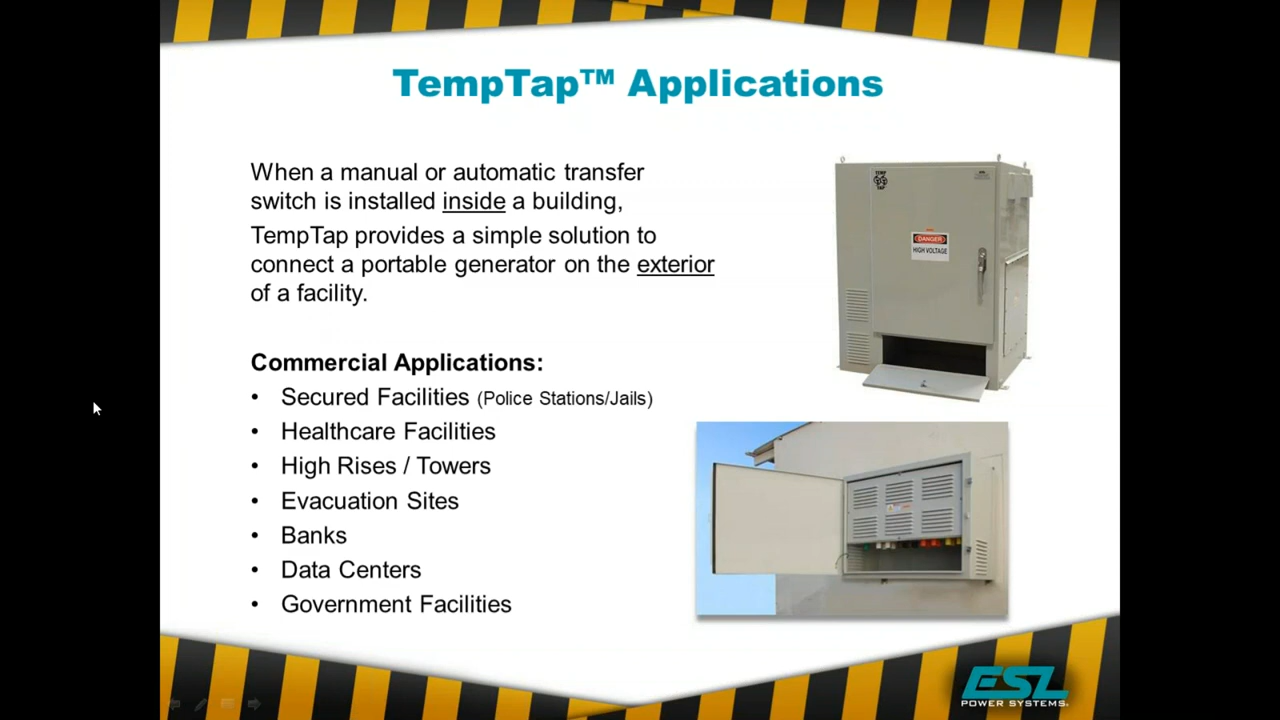 TempTap™ Applications
When a manual or automatic transfer
switch is installed inside a building,
TempTap provides a simple solution to
connect a portable generator on the exterior
of a facility.
TEMP
TAP
DANGER
HIGH VOLTAGE
Commercial Applications:
• Secured Facilities (Police Stations/Jails)
• Healthcare Facilities
• High Rises / Towers
• Evacuation Sites
• Banks
• Data Centers
• Government Facilities
ESL
POWER SYSTEMS.